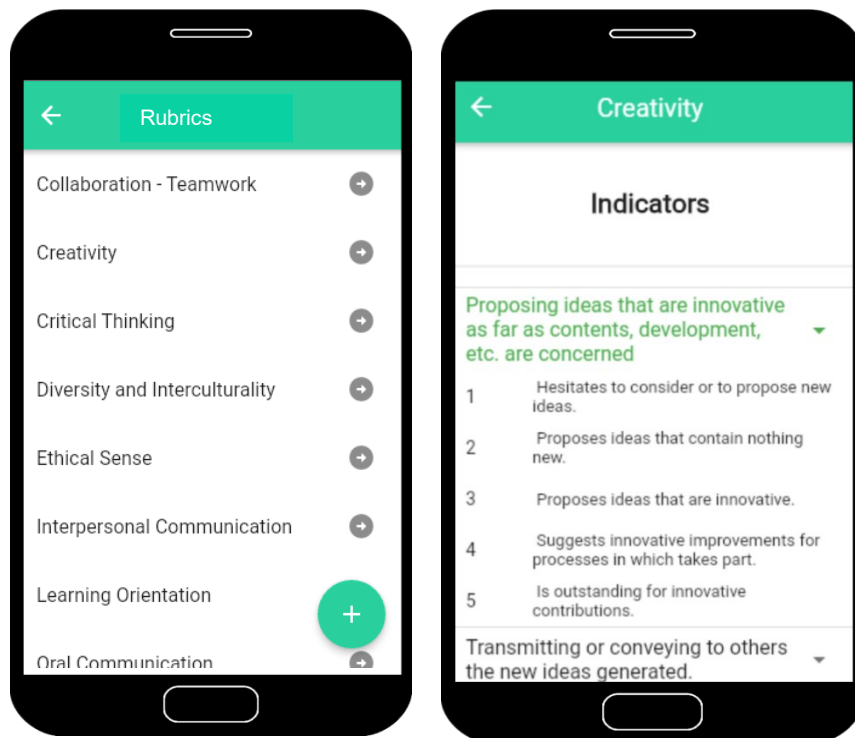 Rubrics
Collaboration - Teamwork
Creativity
Critical Thinking
Diversity and Interculturality
Ethical Sense
Interpersonal Communication
Learning Orientation
+
Oral Communication
Creativity
Indicators
Proposing ideas that are innovative
as far as contents, development,
etc. are concerned
1 Hesitates to consider or to propose new
ideas.
2 Proposes ideas that contain nothing
new.
3 Proposes ideas that are innovative.
4 Suggests innovative improvements for
processes in which takes part.
5 Is outstanding for innovative
contributions.
Transmitting or conveying to others
the new ideas generated.